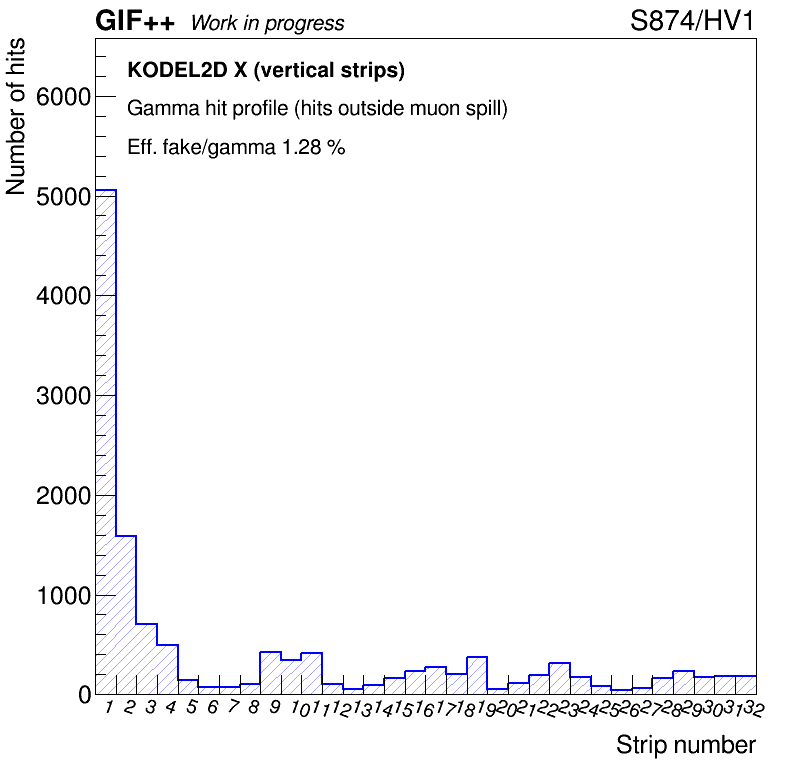 GIF++ Work in progress S874/HV1
Number of hits
KODEL2D X (vertical strips)
Gamma hit profile (hits outside muon spill)
Eff. fake/gamma 1.28 %
6000
5000
4000
3000
2000
1000
0
1 2 3 4 5 6 7 8 9 10 11 12 13 14 15 16 17 18 19 20 21 22 23 24 25 26 27 28 29 30 31 32
Strip number